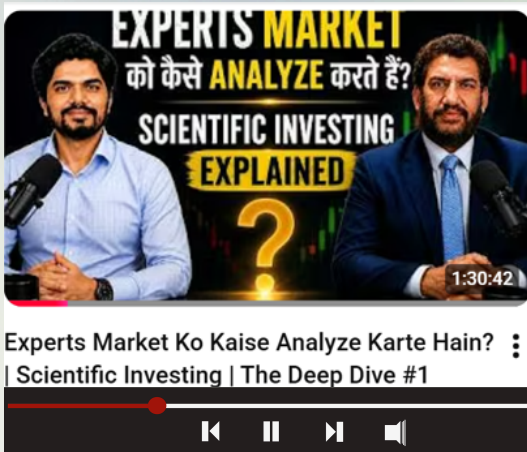 EXPERTS MARKET
को कैसे ANALYZE करते हैं?
SCIENTIFIC INVESTING
EXPLAINED
?
1:30:42
Experts Market Ko Kaise Analyze Karte Hain?
| Scientific Investing | The Deep Dive #1